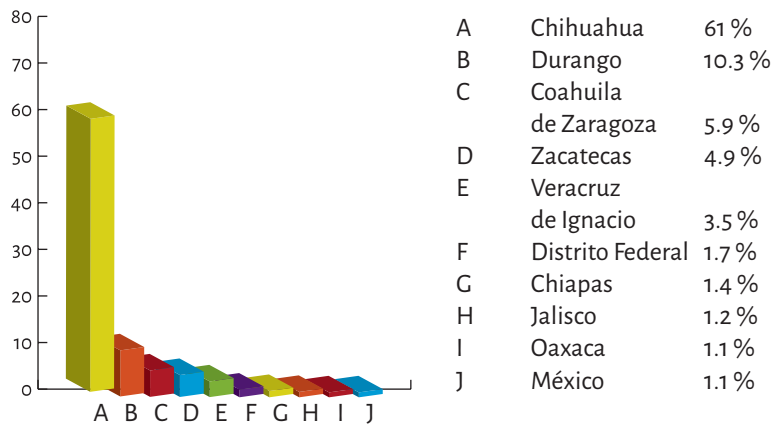 80
70
60
50
40
30
20
10
0
A B C D E F G H I J
A Chihuahua 61 %
B Durango 10.3 %
C Coahuila
de Zaragoza 5.9 %
D Zacatecas 4.9 %
E Veracruz
de Ignacio 3.5 %
F Distrito Federal 1.7 %
G Chiapas 1.4 %
H Jalisco 1.2 %
I Oaxaca 1.1 %
J México 1.1 %